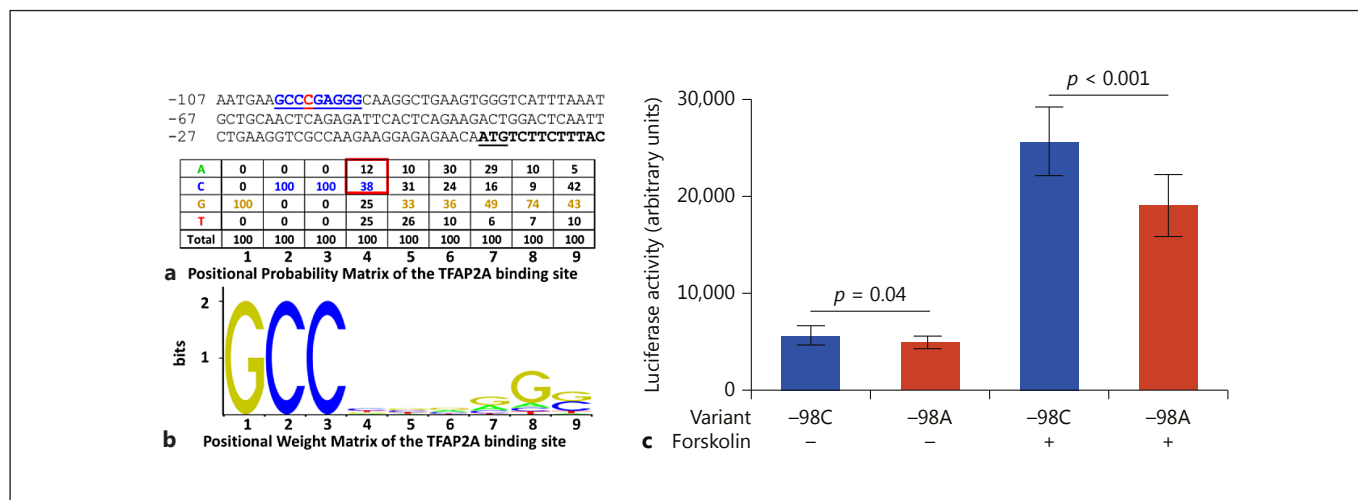 −107 AATGAAGCCCGAGGGCAAGGCTGAAGTGGGTCATTTAAAT
−67 GCTGCAACTCAGAGATTCACTCAGAAGACTGGACTCAATT
−27 CTGAAGGTCGCCAAGAAGGAGAGAACAATGTCTTCTTTAC
A 0 0 0 12 10 30 29 10 5
C 0 100 100 38 31 24 16 9 42
G 100 0 0 25 33 36 49 74 43
T 0 0 0 25 26 10 6 7 10
Total 100 100 100 100 100 100 100 100 100
1 2 3 4 5 6 7 8 9
a Positional Probability Matrix of the TFAP2A binding site
2
bits
1
GCC
G G G
1 2 3 4 5 6 7 8 9
b Positional Weight Matrix of the TFAP2A binding site
Luciferase activity (arbitrary units)
30,000
20,000
10,000
0
p = 0.04
p < 0.001
Variant −98C −98A −98C −98A
c Forskolin − − + +